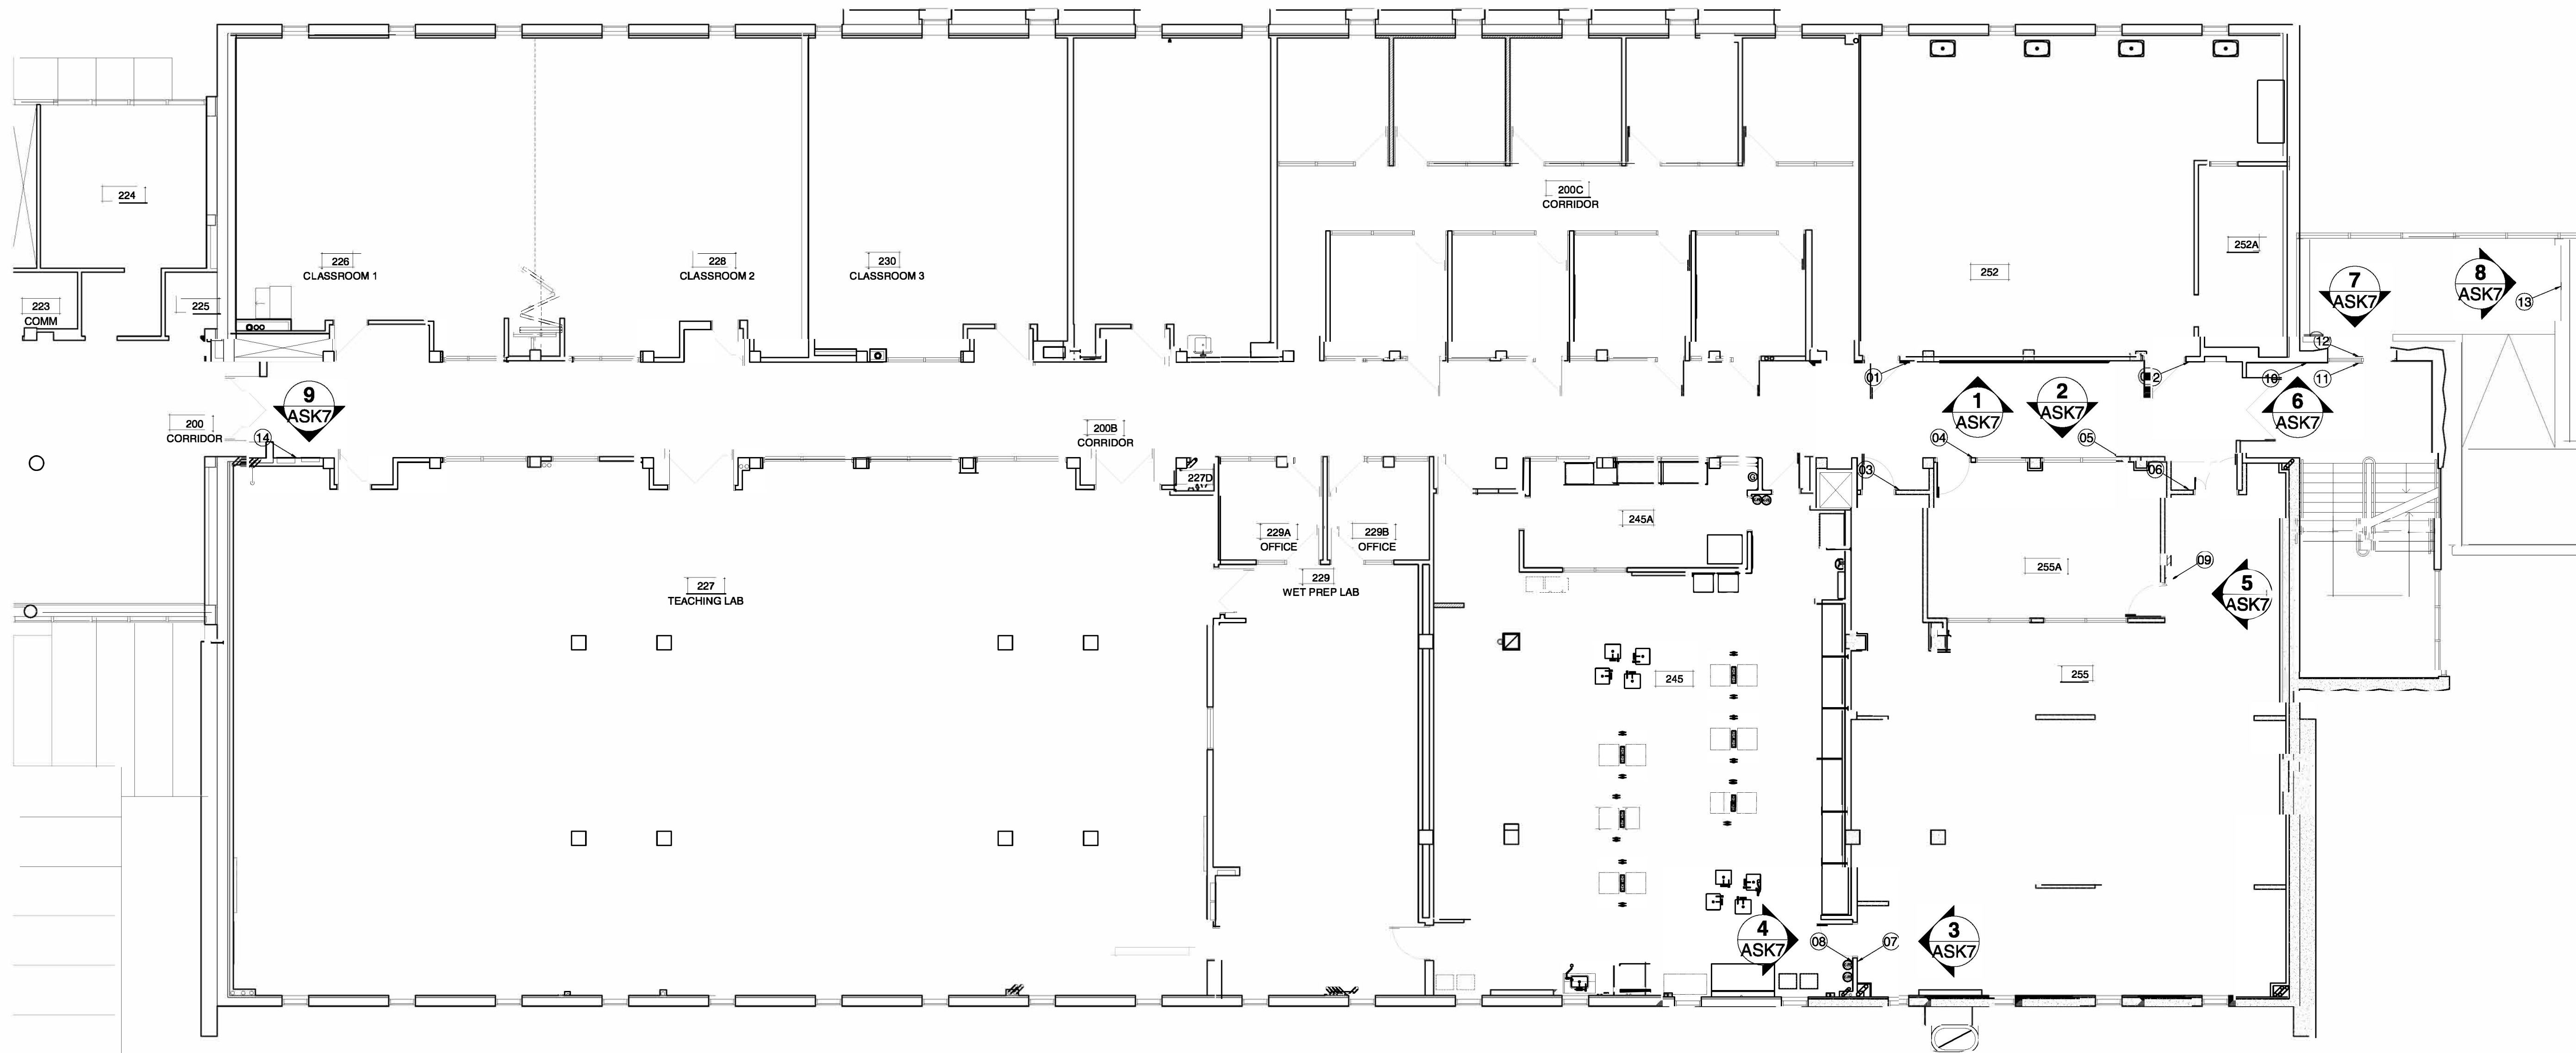 224
223
COMM
225
226
CLASSROOM 1
228
CLASSROOM 2
230
CLASSROOM 3
200C
CORRIDOR
252
252A
7
ASK7
8
ASK7
13
12
11
10
01
02
1
ASK7
2
ASK7
6
ASK7
9
ASK7
200
CORRIDOR
14
200B
CORRIDOR
04
05
03
06
227D
229A
OFFICE
229B
OFFICE
245A
255A
09
5
ASK7
227
TEACHING LAB
229
WET PREP LAB
245
255
4
ASK7
08
07
3
ASK7